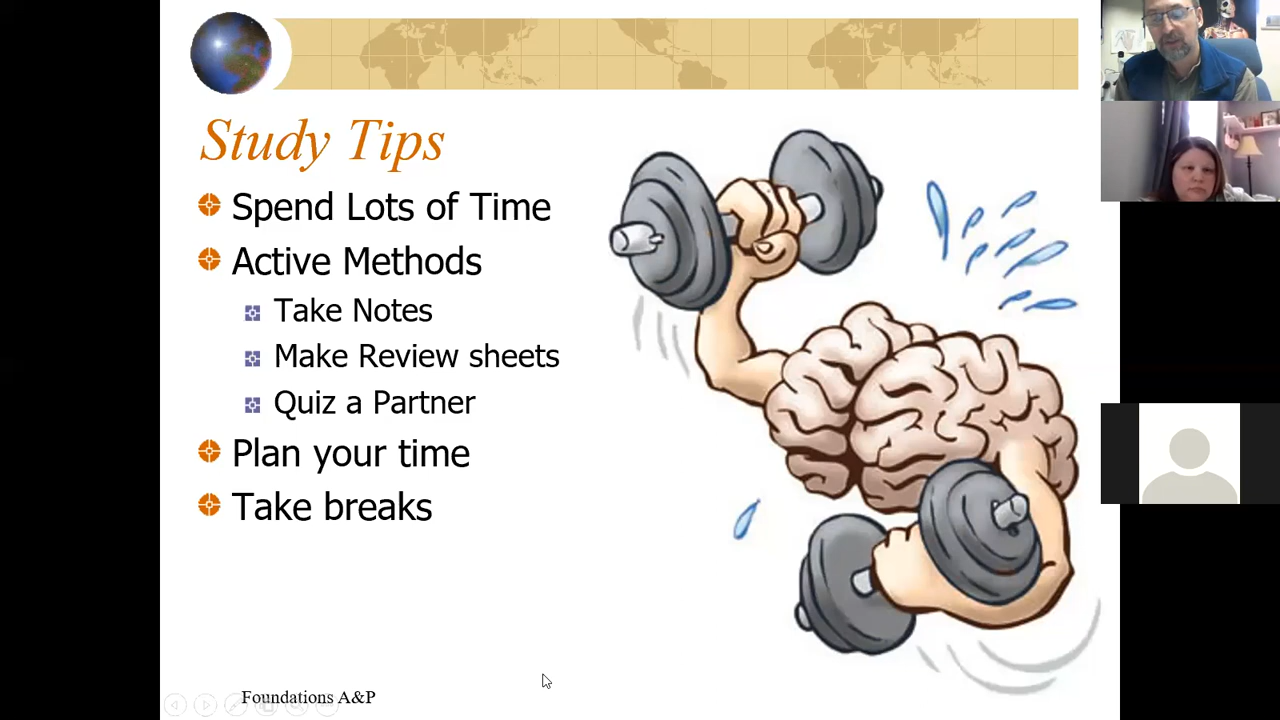 Study Tips
Spend Lots of Time
Active Methods
Take Notes
Make Review sheets
Quiz a Partner
Plan your time
Take breaks
Foundations A&P